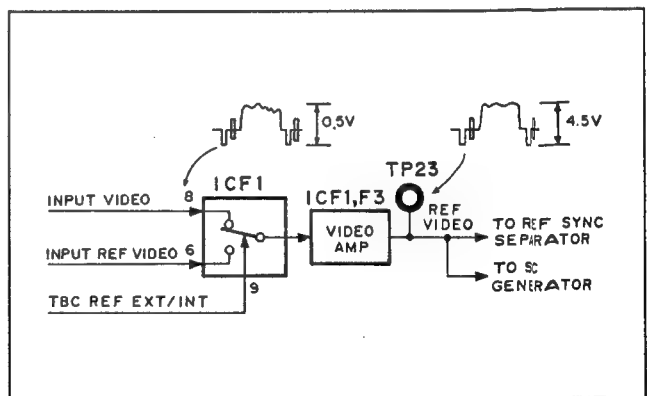 0.5V
4.5V
TP23
ICF1
ICF1,F3
INPUT VIDEO
8
VIDEO
AMP
REF
VIDEO
TO REF SYNC
SEPARATOR
INPUT REF VIDEO 6
TO SC
GENERATOR
9
TBC REF EXT/INT